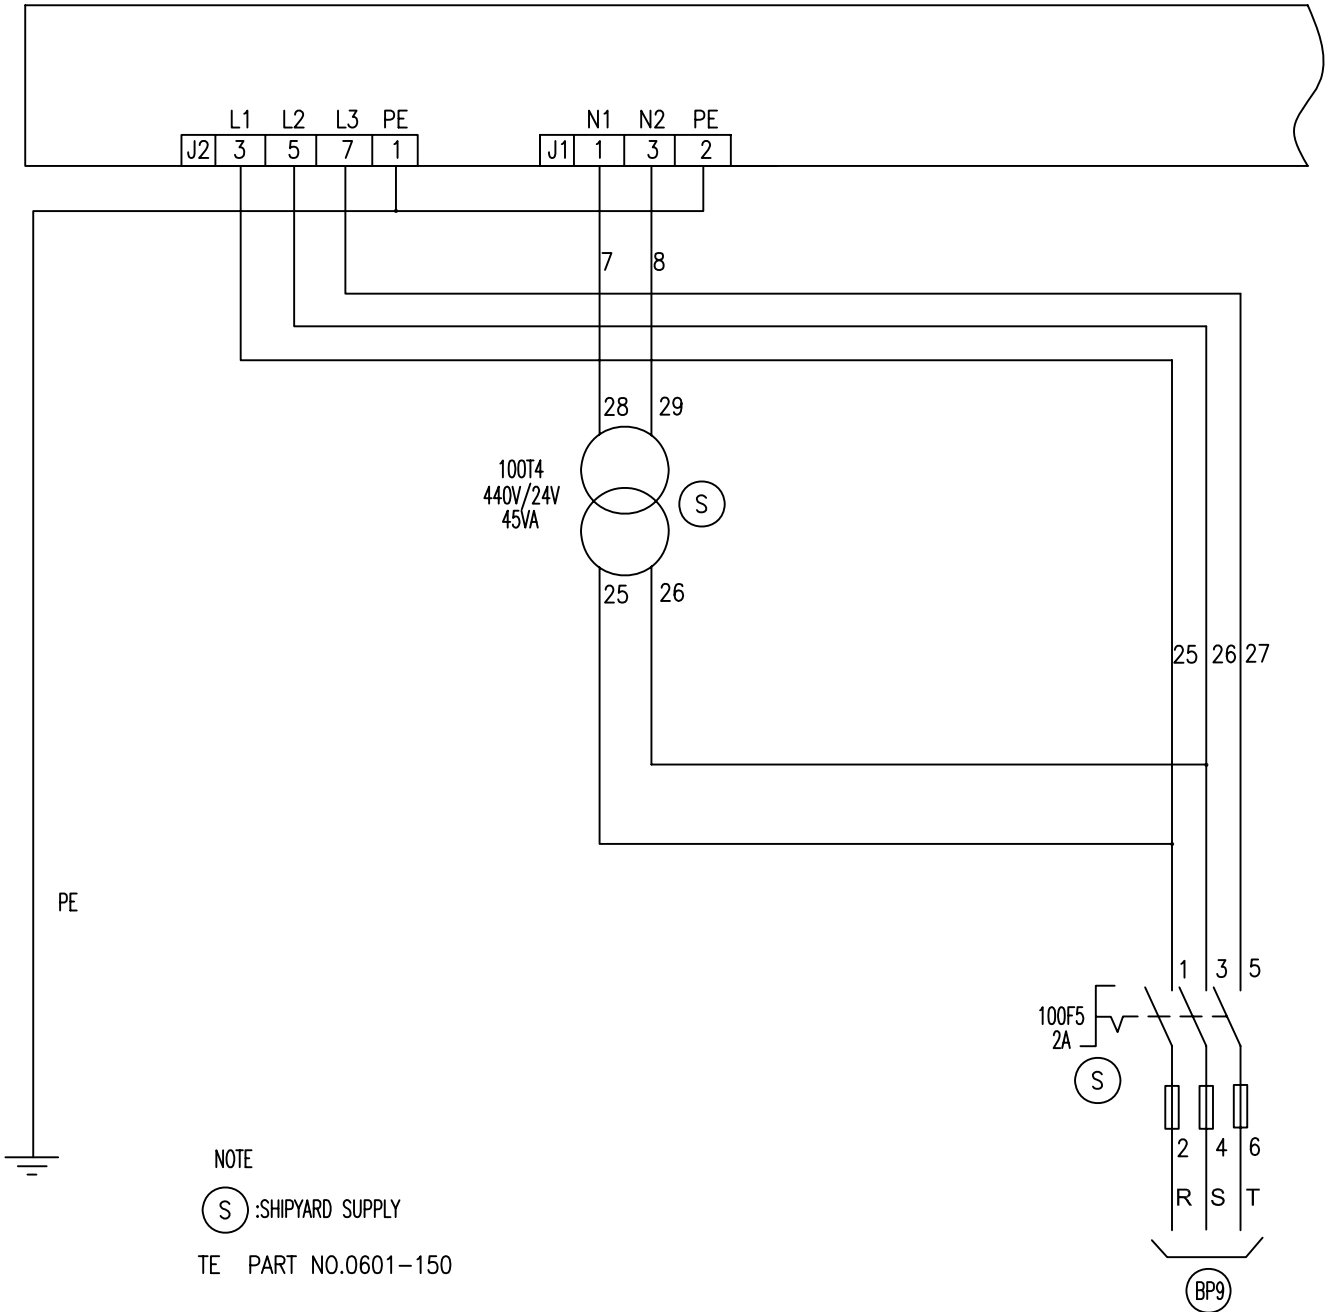 L1 L2 L3 PE N1 N2 PE
J2 3 5 7 1 J1 1 3 2
7 8
28 29
100T4
440V/24V
45VA
S
25 26
25 26 27
PE
1 3 5
100F5
2A
S
2 4 6
R S T
NOTE
S :SHIPYARD SUPPLY
TE PART NO.0601-150
BP9